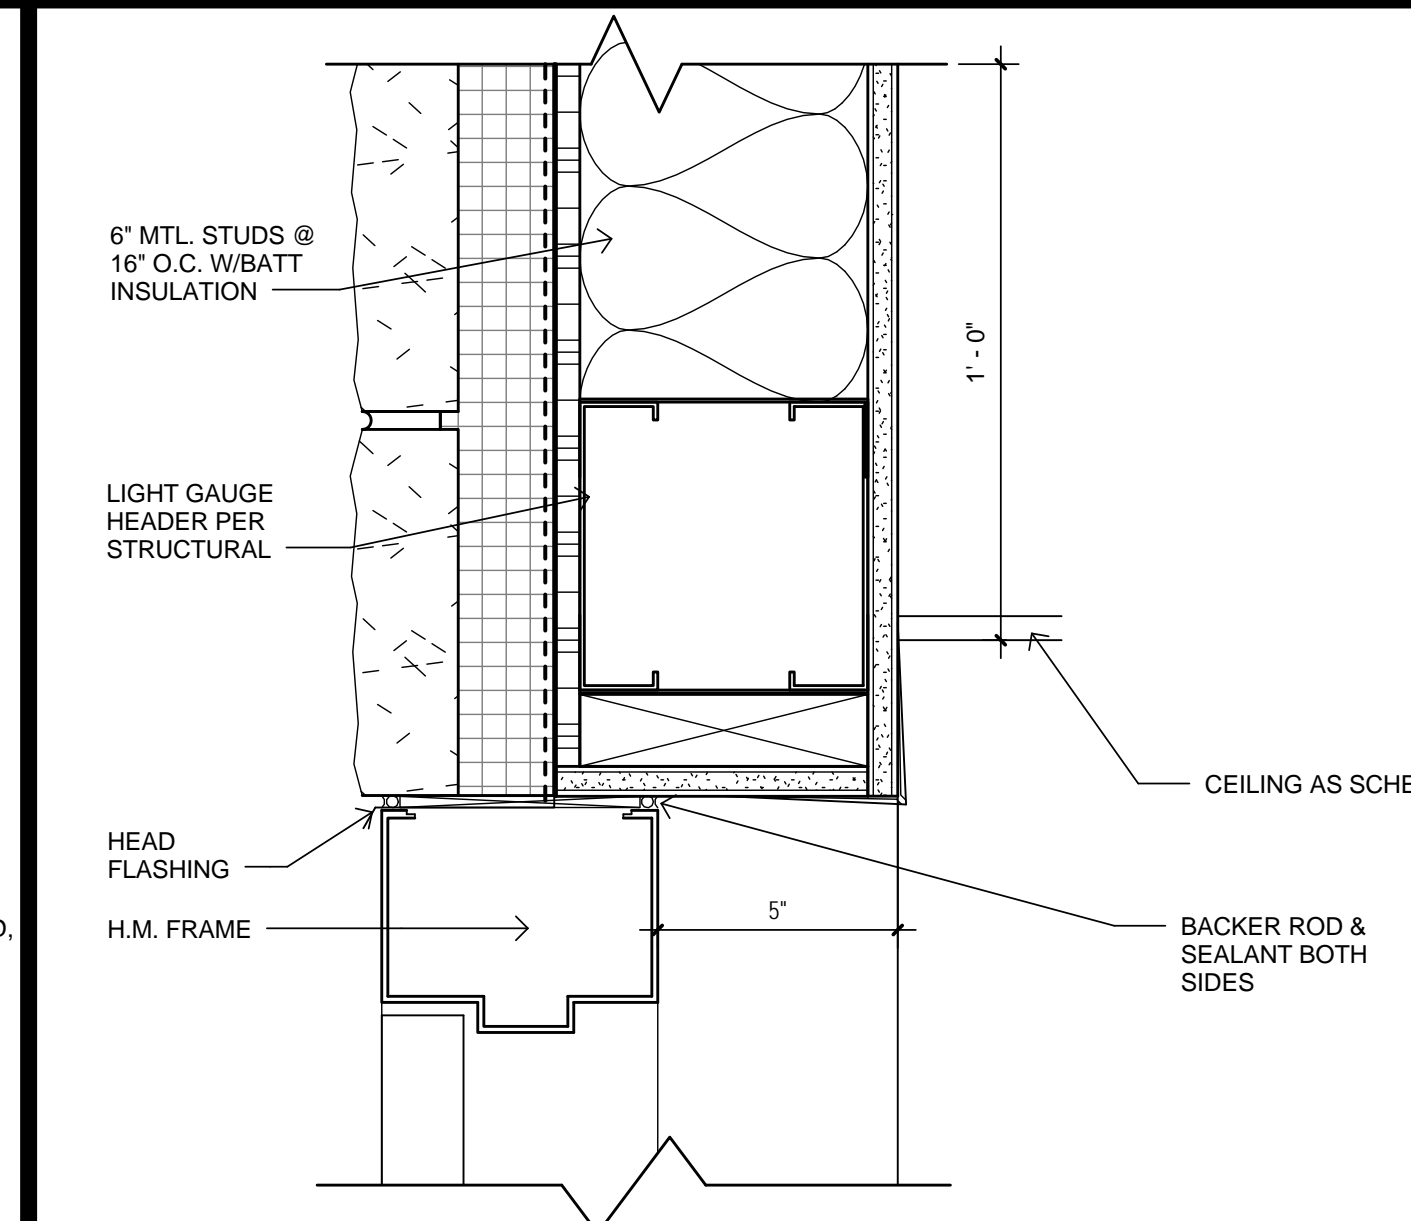 6" MTL. STUDS @
16" O.C. W/BATT
INSULATION
1' - 0"
LIGHT GAUGE
HEADER PER
STRUCTURAL
CEILING AS SCHE
HEAD
FLASHING
H.M. FRAME
5"
BACKER ROD &
SEALANT BOTH
SIDES